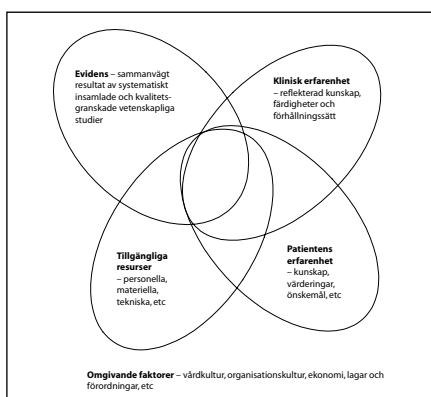 Evidens – sammanvägt
resultat av systematiskt
insamlade och kvalitets-
granskade vetenskapliga
studier
Klinisk erfarenhet
– reflekterad kunskap,
färdigheter och
förhållningssätt
Tillgängliga
resurser
– personella,
materiella,
tekniska, etc
Patientens
erfarenhet
– kunskap,
värderingar,
önskemål, etc
Omgivande faktorer – vårdkultur, organisationskultur, ekonomi, lagar och
förordningar, etc